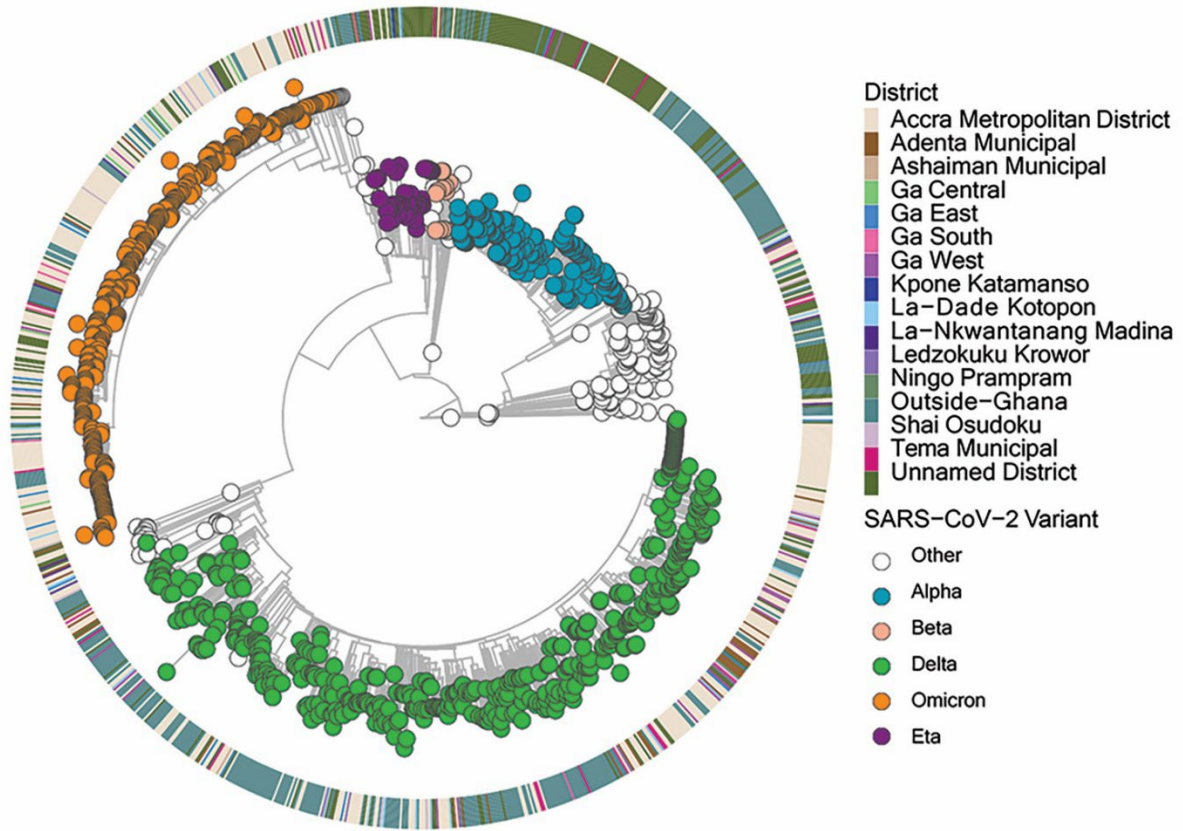 District
Accra Metropolitan District
Adenta Municipal
Ashaiman Municipal
Ga Central
Ga East
Ga South
Ga West
Kpone Katamanso
La−Dade Kotopon
La−Nkwantanang Madina
Ledzokuku Krowor
Ningo Prampram
Outside−Ghana
Shai Osudoku
Tema Municipal
Unnamed District
SARS−CoV−2 Variant
Other
Alpha
Beta
Delta
Omicron
Eta